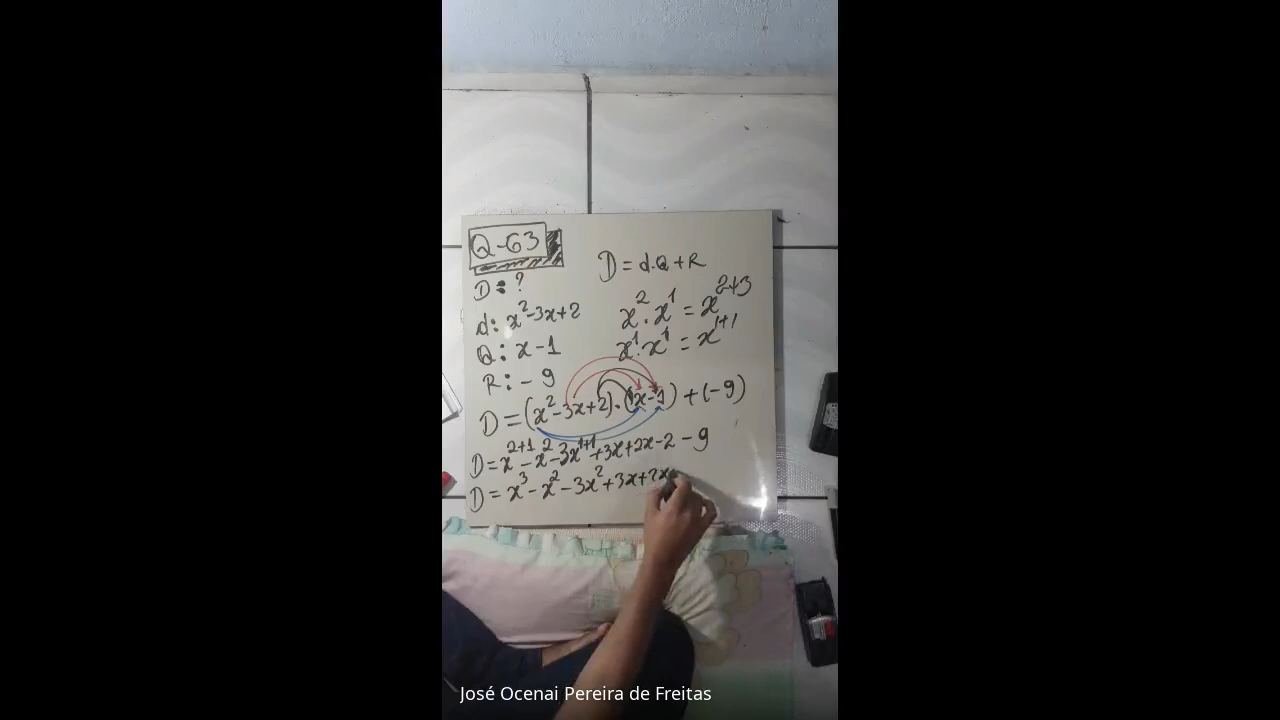 Q-63
D = d.Q + R
D: ?
d: x² - 3x + 2
Q: x - 1
R: - 9
x² . x¹ = x²⁺³
x¹ . x¹ = x¹⁺¹
D = (x² - 3x + 2) . (x - 1) + (-9)
D = x²⁺¹ - x² - 3x¹⁺¹ + 3x + 2x - 2 - 9
D = x³ - x² - 3x² + 3x + 2x
José Ocenai Pereira de Freitas